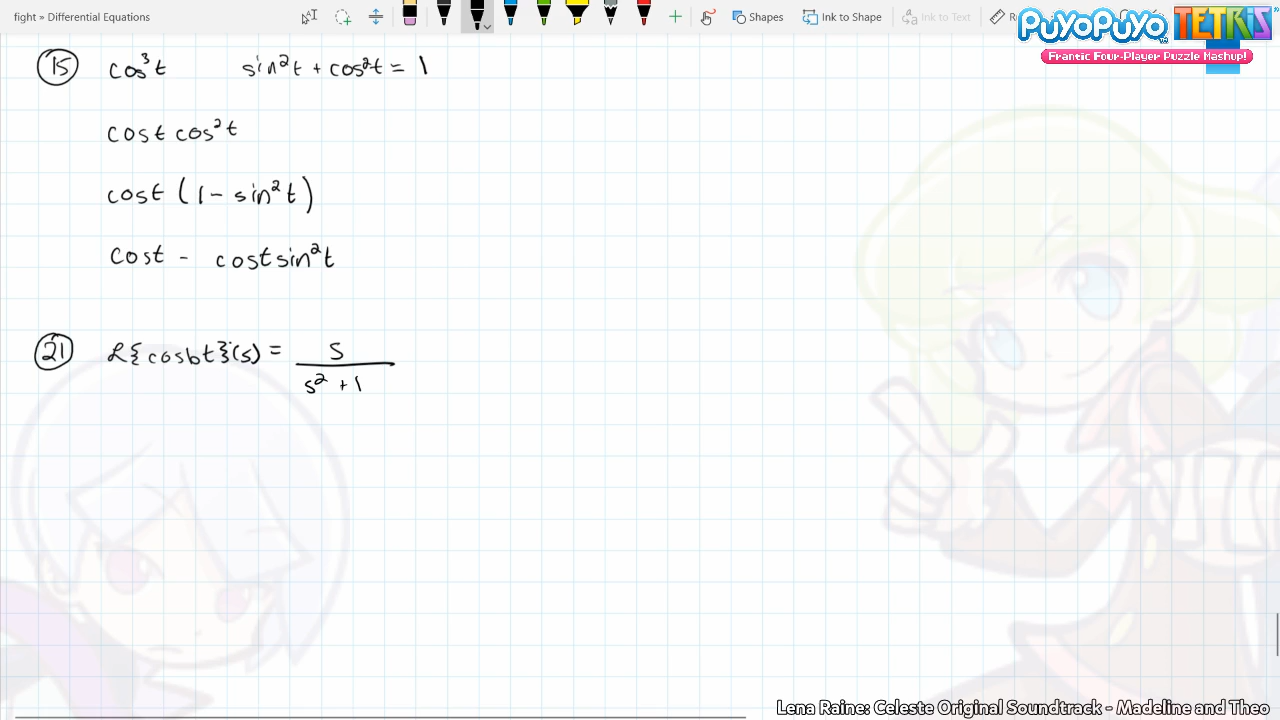 fight » Differential Equations Shapes Ink to Shape Ink to Text
PUYOPUYO TETRIS
Frantic Four-Player Puzzle Mashup!
15 cos³t sin²t + cos²t = 1
cost cos²t
cost (1 - sin²t)
cost - costsin²t
21 ℒ{cosbt}(s) = s
s² + 1
Lena Raine: Celeste Original Soundtrack - Madeline and Theo